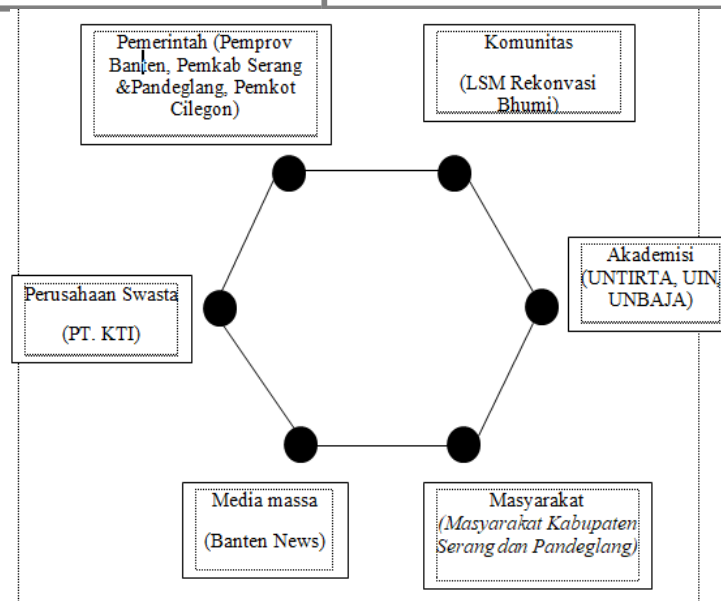 Pemerintah (Pemprov
Banten, Pemkab Serang
&Pandeglang, Pemkot
Cilegon)
Komunitas
(LSM Rekonvasi
Bhumi)
Akademisi
(UNTIRTA, UIN,
UNBAJA)
Perusahaan Swasta
(PT. KTI)
Media massa
(Banten News)
Masyarakat
(Masyarakat Kabupaten
Serang dan Pandeglang)